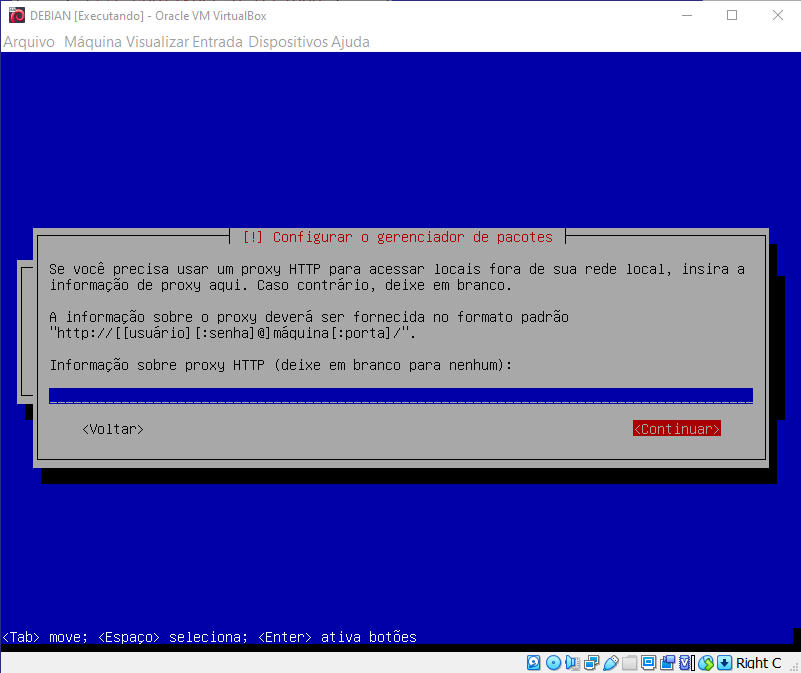 DEBIAN [Executando] - Oracle VM VirtualBox
Arquivo Máquina Visualizar Entrada Dispositivos Ajuda
[!] Configurar o gerenciador de pacotes
Se você precisa usar um proxy HTTP para acessar locais fora de sua rede local, insira a
informação de proxy aqui. Caso contrário, deixe em branco.
A informação sobre o proxy deverá ser fornecida no formato padrão
"http://[[usuário][:senha]@]máquina[:porta]/".
Informação sobre proxy HTTP (deixe em branco para nenhum):
<Voltar> <Continuar>
<Tab> move; <Espaço> seleciona; <Enter> ativa botões
Right C